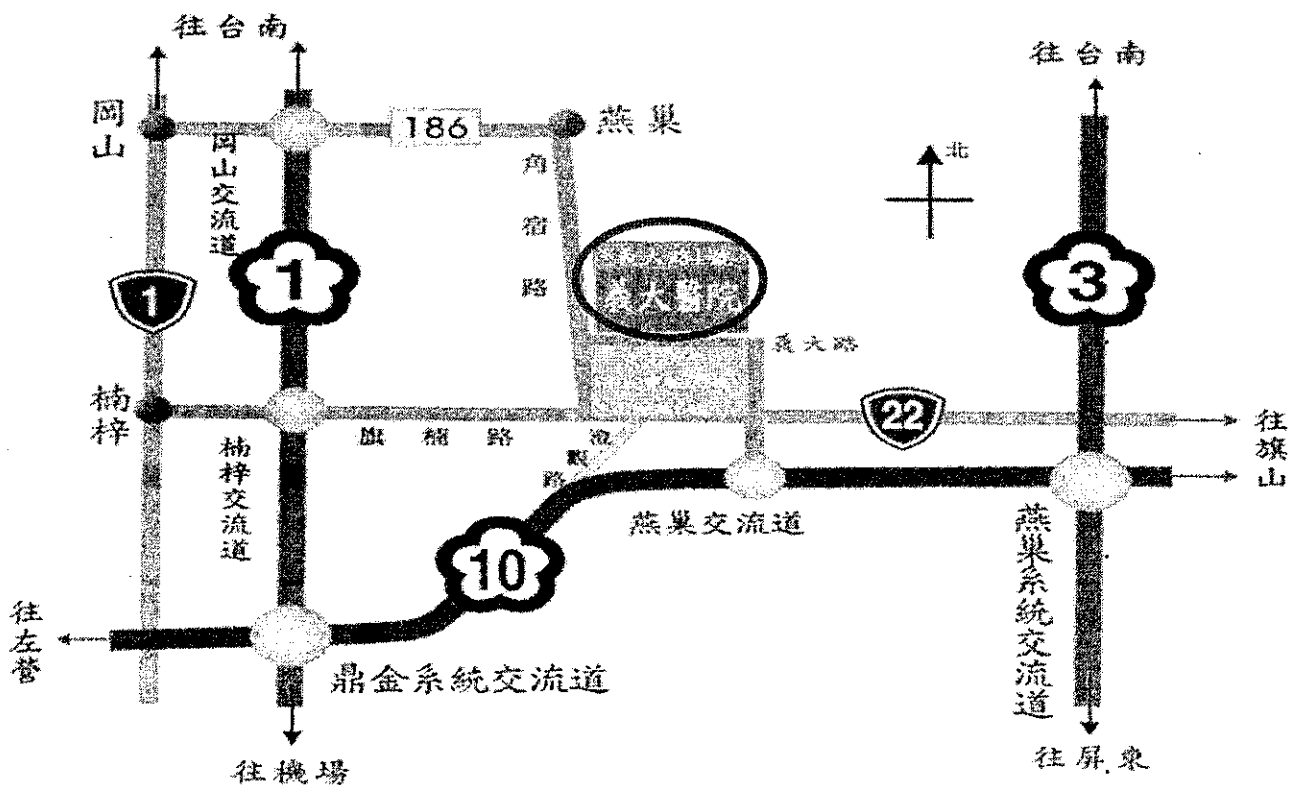 往台南
往台南
岡山
186
燕巢
北
岡山交流道
角宿路
1
1
3
義大醫院
義大路
楠梓
22
往旗山
旗楠路
滄觀路
楠梓交流道
燕巢交流道
燕巢系統交流道
10
往左營
鼎金系統交流道
往機場
往屏東